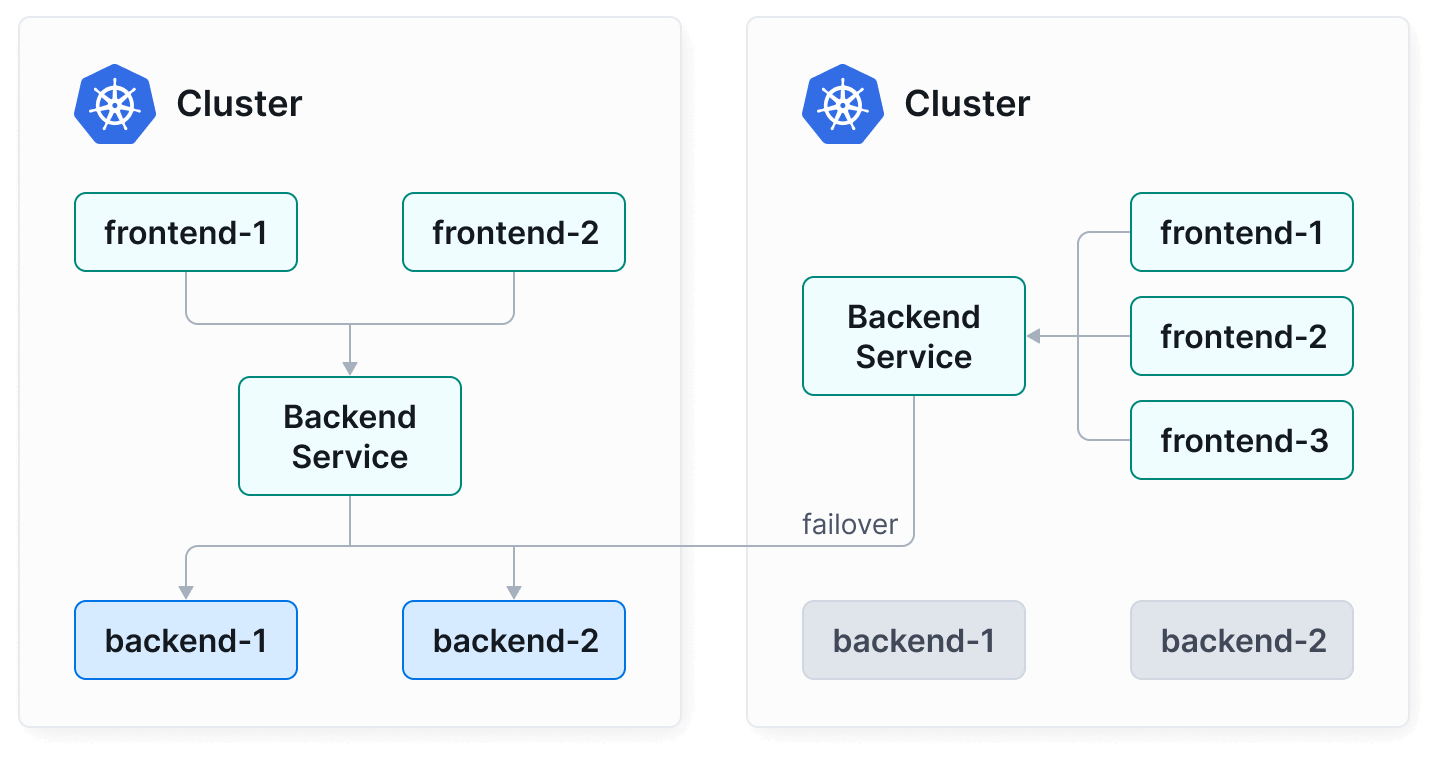 Cluster
frontend-1
frontend-2
Backend
Service
backend-1
backend-2
Cluster
frontend-1
Backend
Service
frontend-2
frontend-3
failover
backend-1
backend-2